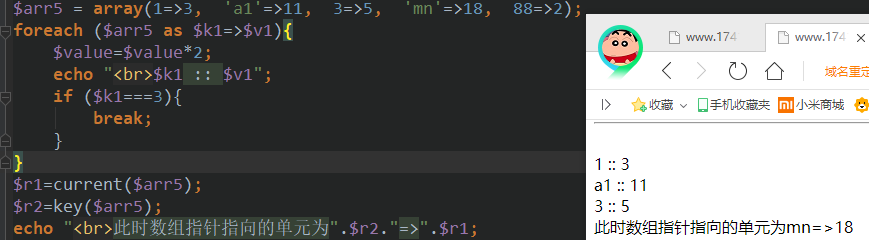 $arr5 = array(1=>3,  'a1'=>11,  3=>5,  'mn'=>18,  88=>2);
foreach ($arr5 as $k1=>$v1){
    $value=$value*2;
    echo "<br>$k1 :: $v1";
    if ($k1===3){
        break;
    }
}
$r1=current($arr5);
$r2=key($arr5);
echo "<br>此时数组指针指向的单元为".$r2."=>".$r1;
www.174
www.174
域名重定
收藏
手机收藏夹
小米商城
1 :: 3
a1 :: 11
3 :: 5
此时数组指针指向的单元为mn=>18